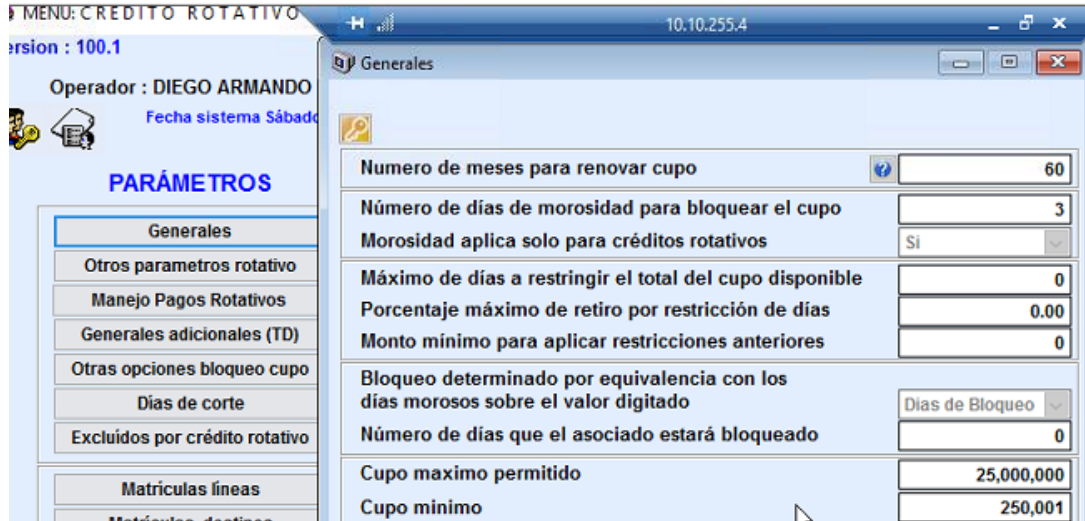 MENU: CREDITO ROTATIVO
ersion : 100.1
Operador : DIEGO ARMANDO
Fecha sistema Sábado
PARÁMETROS
Generales
Otros parametros rotativo
Manejo Pagos Rotativos
Generales adicionales (TD)
Otras opciones bloqueo cupo
Dias de corte
Excluídos por crédito rotativo
Matrículas líneas
10.10.255.4
Generales
Numero de meses para renovar cupo 60
Número de días de morosidad para bloquear el cupo 3
Morosidad aplica solo para créditos rotativos Si
Máximo de días a restringir el total del cupo disponible 0
Porcentaje máximo de retiro por restricción de días 0.00
Monto mínimo para aplicar restricciones anteriores 0
Bloqueo determinado por equivalencia con los
días morosos sobre el valor digitado Dias de Bloqueo
Número de días que el asociado estará bloqueado 0
Cupo maximo permitido 25,000,000
Cupo minimo 250,001